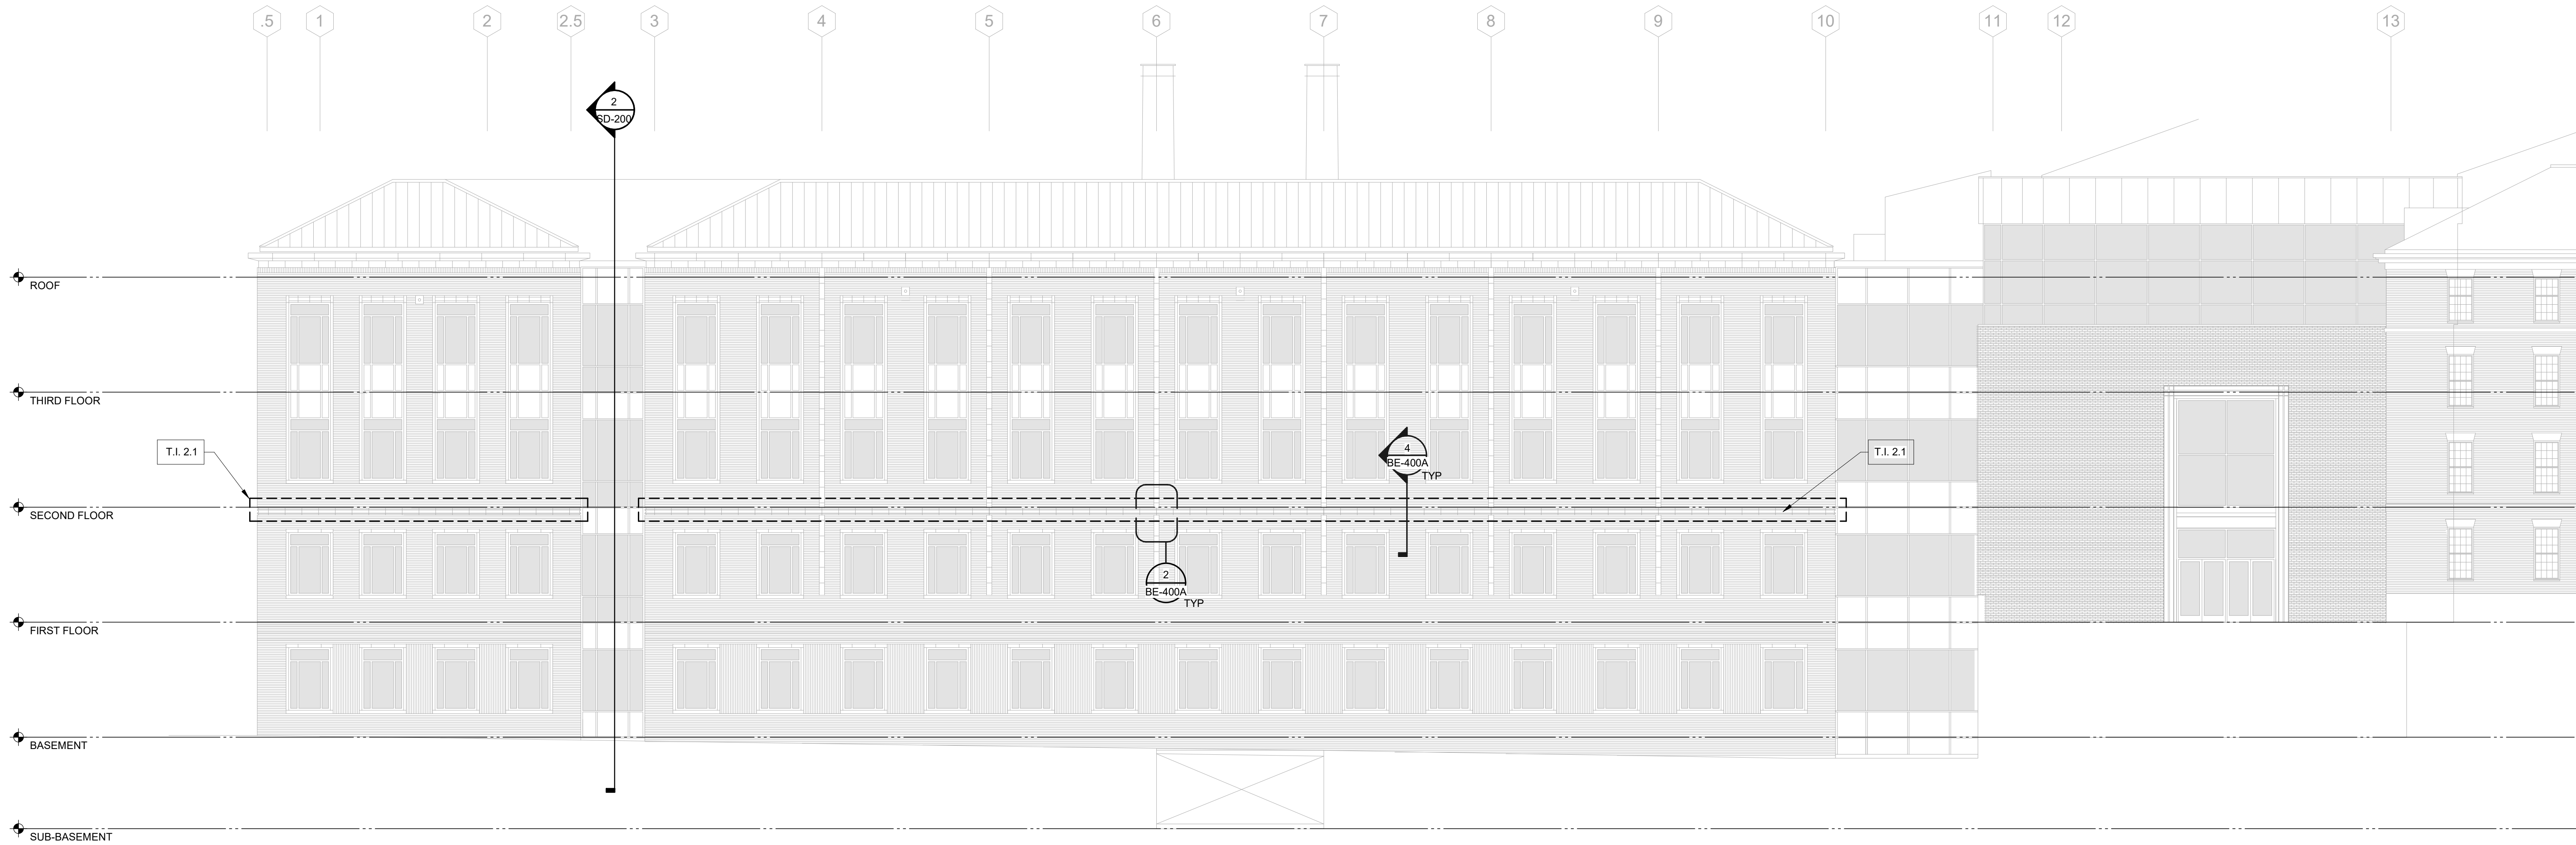 .5
1
2
2.5
3
4
5
6
7
8
9
10
11
12
13
2
SD-200
ROOF
THIRD FLOOR
T.I. 2.1
4
BE-400A
TYP
T.I. 2.1
SECOND FLOOR
2
BE-400A
TYP
FIRST FLOOR
BASEMENT
SUB-BASEMENT